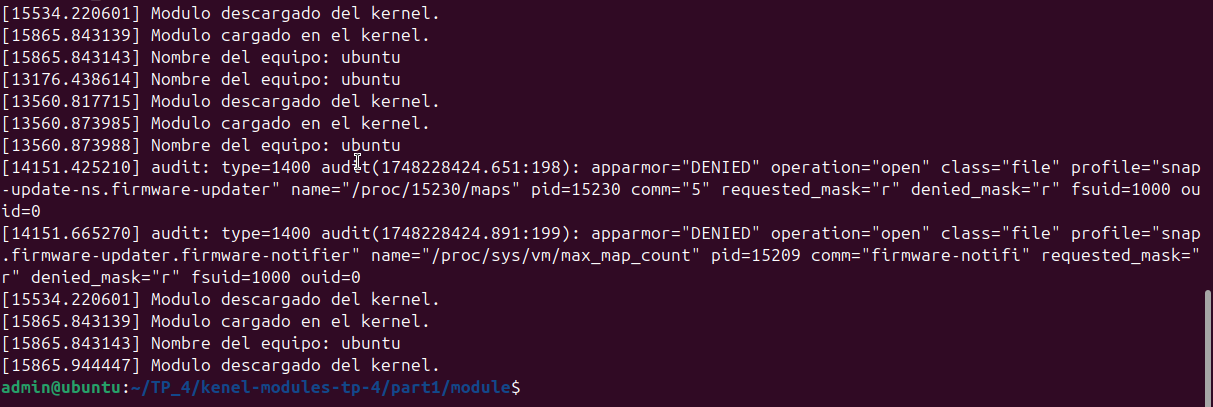 [15534.220601] Modulo descargado del kernel.
[15865.843139] Modulo cargado en el kernel.
[15865.843143] Nombre del equipo: ubuntu
[13176.438614] Nombre del equipo: ubuntu
[13560.817715] Modulo descargado del kernel.
[13560.873985] Modulo cargado en el kernel.
[13560.873988] Nombre del equipo: ubuntu
[14151.425210] audit: type=1400 audit(1748228424.651:198): apparmor="DENIED" operation="open" class="file" profile="snap
-update-ns.firmware-updater" name="/proc/15230/maps" pid=15230 comm="5" requested_mask="r" denied_mask="r" fsuid=1000 ou
id=0
[14151.665270] audit: type=1400 audit(1748228424.891:199): apparmor="DENIED" operation="open" class="file" profile="snap
.firmware-updater.firmware-notifier" name="/proc/sys/vm/max_map_count" pid=15209 comm="firmware-notifi" requested_mask="
r" denied_mask="r" fsuid=1000 ouid=0
[15534.220601] Modulo descargado del kernel.
[15865.843139] Modulo cargado en el kernel.
[15865.843143] Nombre del equipo: ubuntu
[15865.944447] Modulo descargado del kernel.
admin@ubuntu:~/TP_4/kenel-modules-tp-4/part1/module$